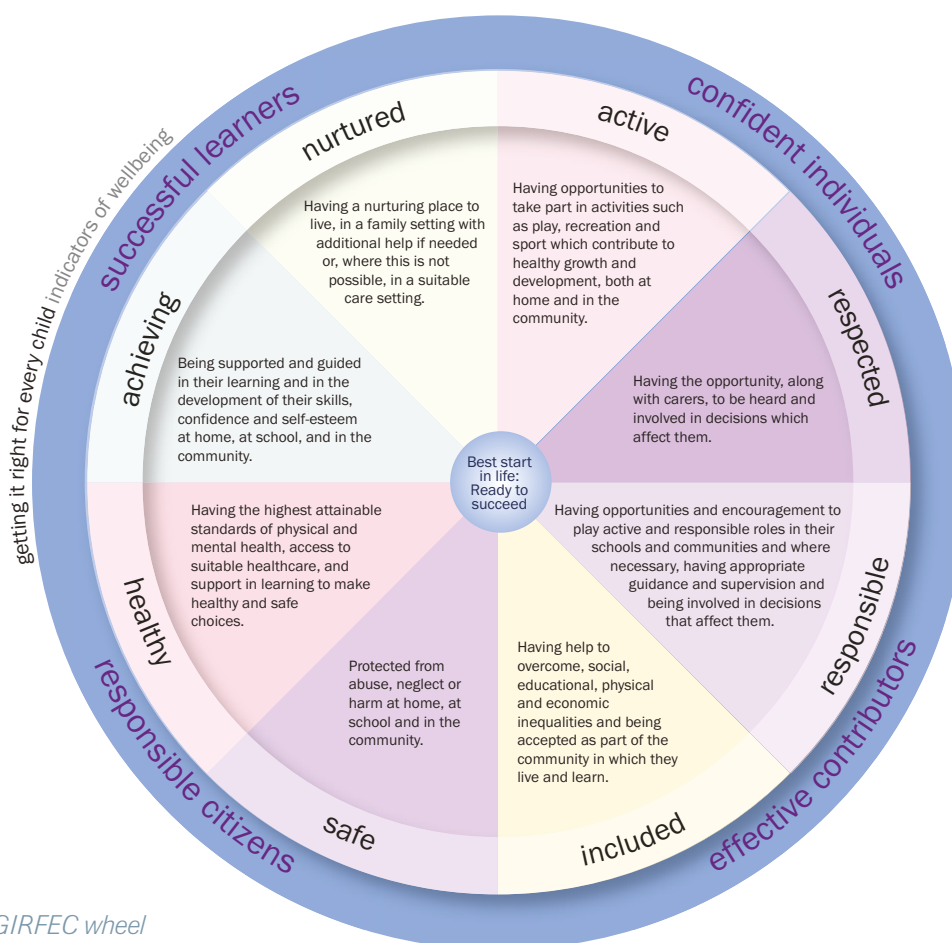 getting it right for every child indicators of wellbeing
successful learners
confident individuals
nurtured
Having a nurturing place to
live, in a family setting with
additional help if needed
or, where this is not
possible, in a suitable
care setting.
active
Having opportunities to
take part in activities such
as play, recreation and
sport which contribute to
healthy growth and
development, both at
home and in the
community.
respected
Having the opportunity, along
with carers, to be heard and
involved in decisions which
affect them.
responsible
Having opportunities and encouragement to
play active and responsible roles in their
schools and communities and where
necessary, having appropriate
guidance and supervision and
being involved in decisions
that affect them.
included
Having help to
overcome, social,
educational, physical
and economic
inequalities and being
accepted as part of the
community in which they
live and learn.
safe
Protected from
abuse, neglect or
harm at home, at
school and in the
community.
healthy
Having the highest attainable
standards of physical and
mental health, access to
suitable healthcare, and
support in learning to make
healthy and safe
choices.
achieving
Being supported and guided
in their learning and in the
development of their skills,
confidence and self-esteem
at home, at school, and in the
community.
Best start
in life:
Ready to
succeed
responsible citizens
effective contributors
GIRFEC wheel